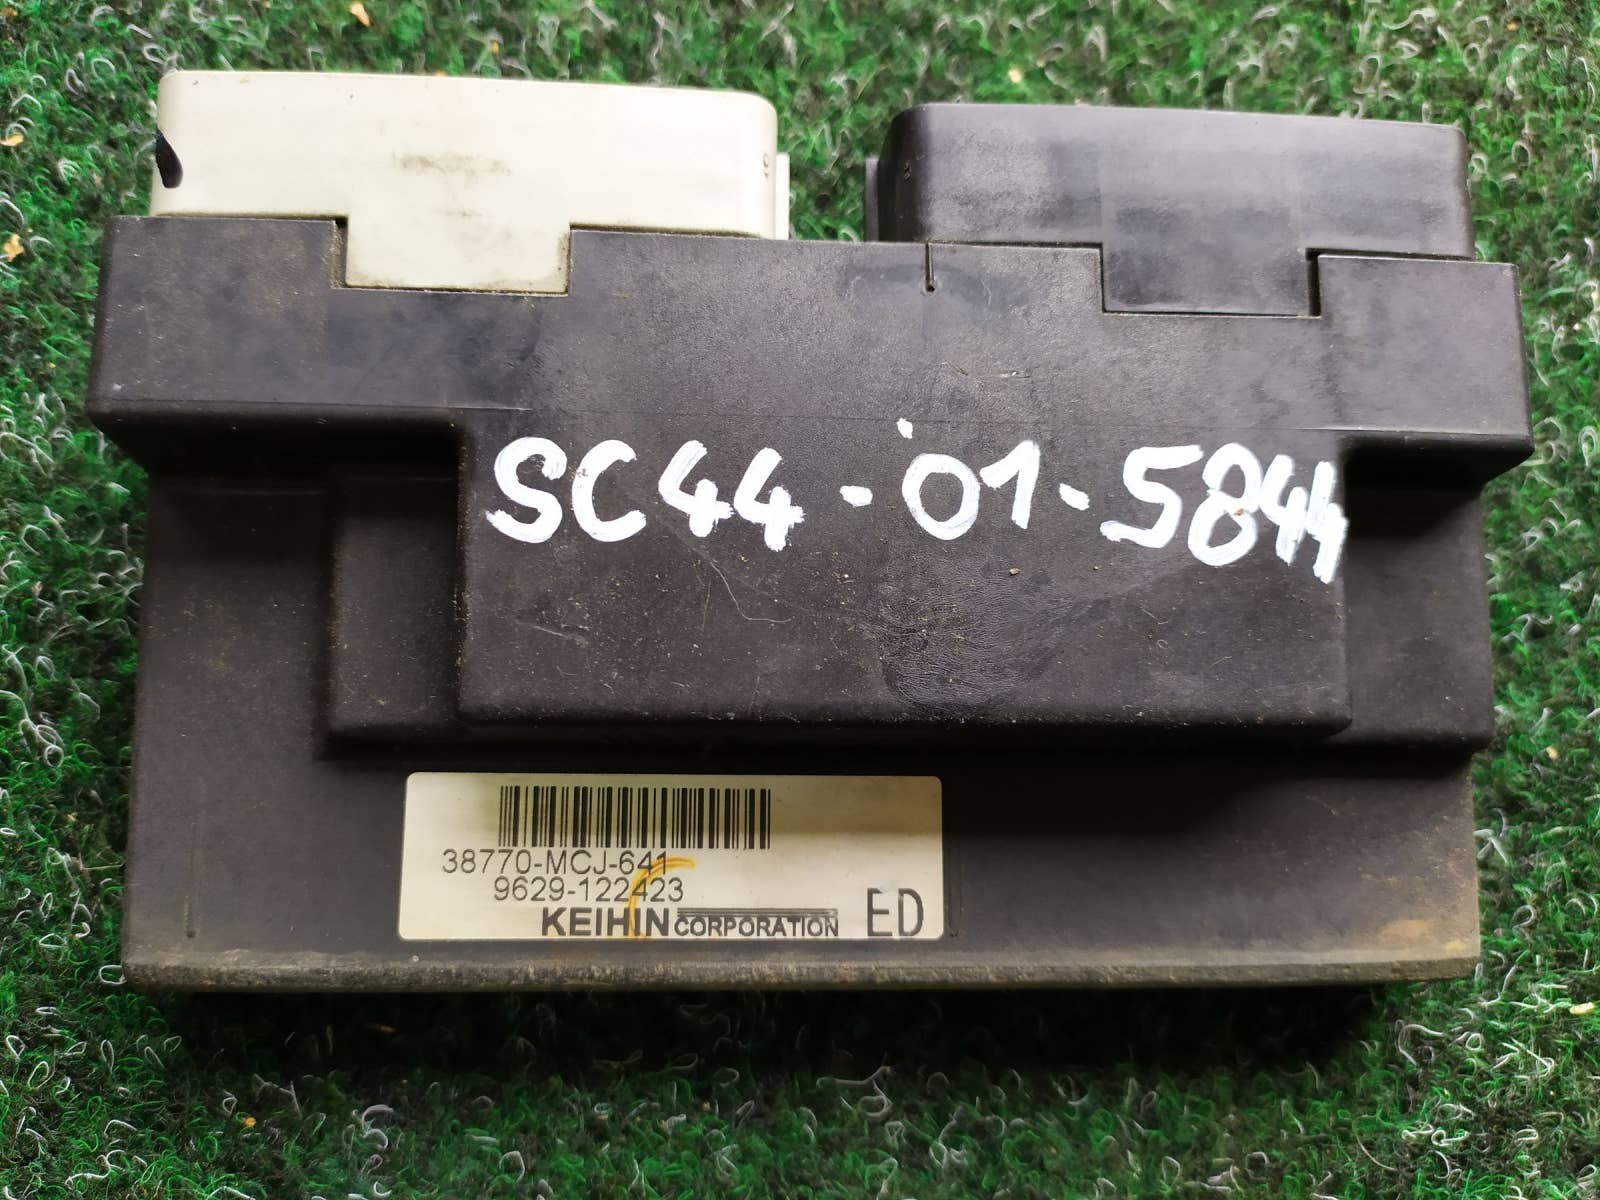 SC44-01-5844
38770-MCJ-641
9629-122423
KEIHIN CORPORATION ED